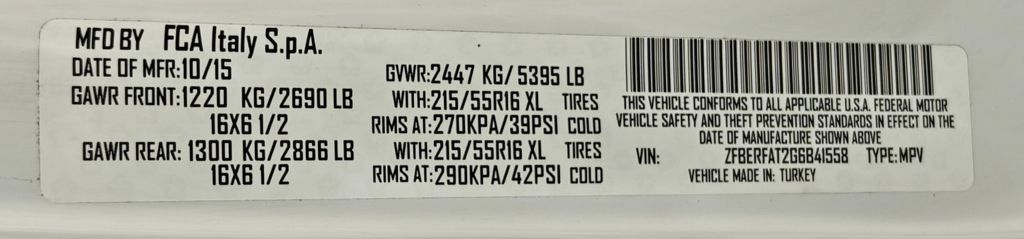 MFD BY FCA Italy S.p.A.
DATE OF MFR:10/15
GAWR FRONT:1220 KG/2690 LB
16X6 1/2
GAWR REAR: 1300 KG/2866 LB
16X6 1/2
GVWR:2447 KG/ 5395 LB
WITH:215/55R16 XL TIRES
RIMS AT:270KPA/39PSI COLD
WITH:215/55R16 XL TIRES
RIMS AT:290KPA/42PSI COLD
THIS VEHICLE CONFORMS TO ALL APPLICABLE U.S.A. FEDERAL MOTOR
VEHICLE SAFETY AND THEFT PREVENTION STANDARDS IN EFFECT ON THE
DATE OF MANUFACTURE SHOWN ABOVE
VIN: ZFBERFAT2G6B41558 TYPE:MPV
VEHICLE MADE IN: TURKEY